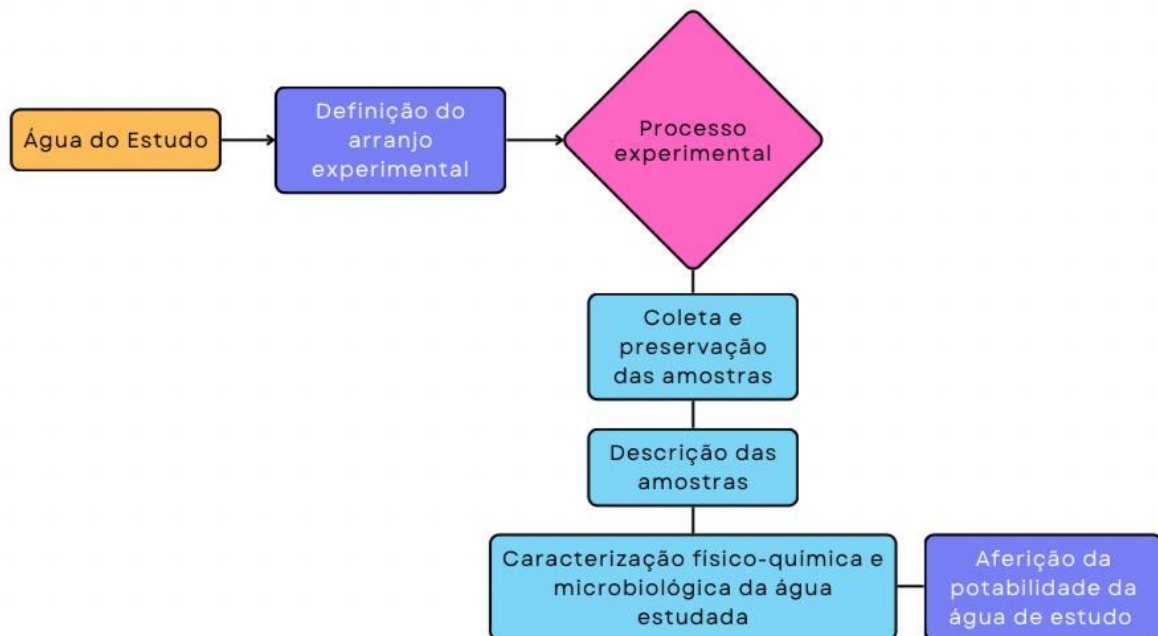 Água do Estudo
Definição do
arranjo
experimental
Processo
experimental
Coleta e
preservação
das amostras
Descrição das
amostras
Caracterização físico-química e
microbiológica da água
estudada
Aferição da
potabilidade da
água de estudo